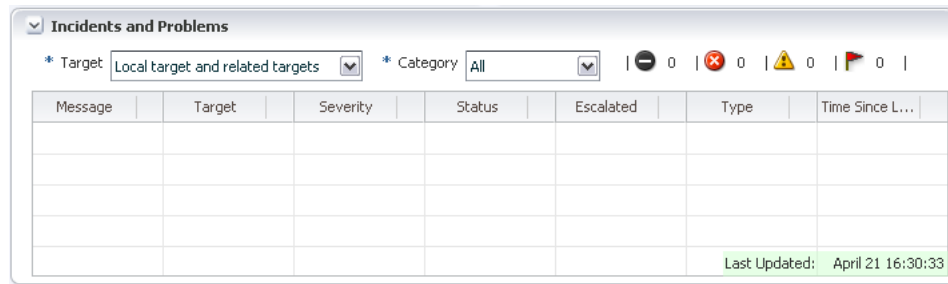 Incidents and Problems
* Target Local target and related targets * Category All | 0 | 0 | 0 | 0 |
Message Target Severity Status Escalated Type Time Since L...
Last Updated: April 21 16:30:33